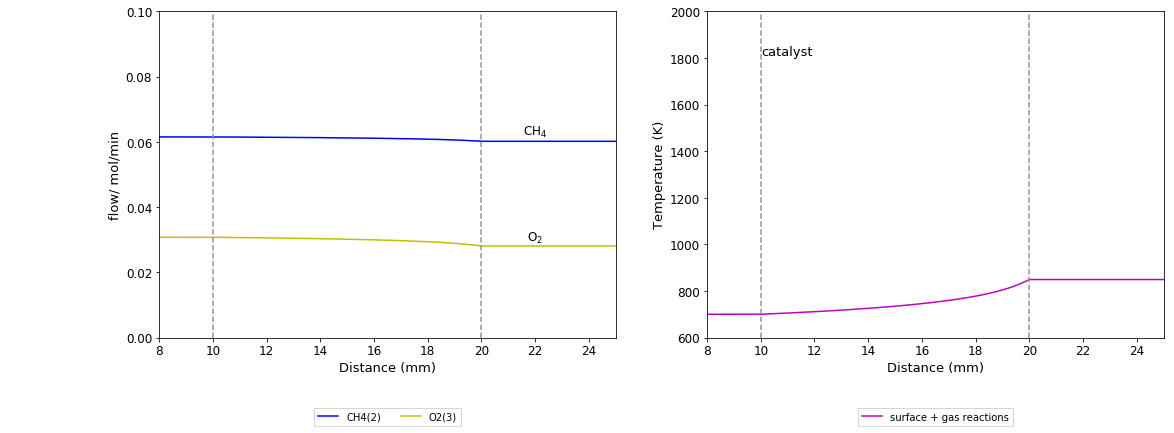 0.10
0.08
0.06
0.04
0.02
0.00
flow/ mol/min
CH4
O2
8 10 12 14 16 18 20 22 24
Distance (mm)
CH4(2) O2(3)
2000
1800
1600
1400
1200
1000
800
600
Temperature (K)
catalyst
8 10 12 14 16 18 20 22 24
Distance (mm)
surface + gas reactions